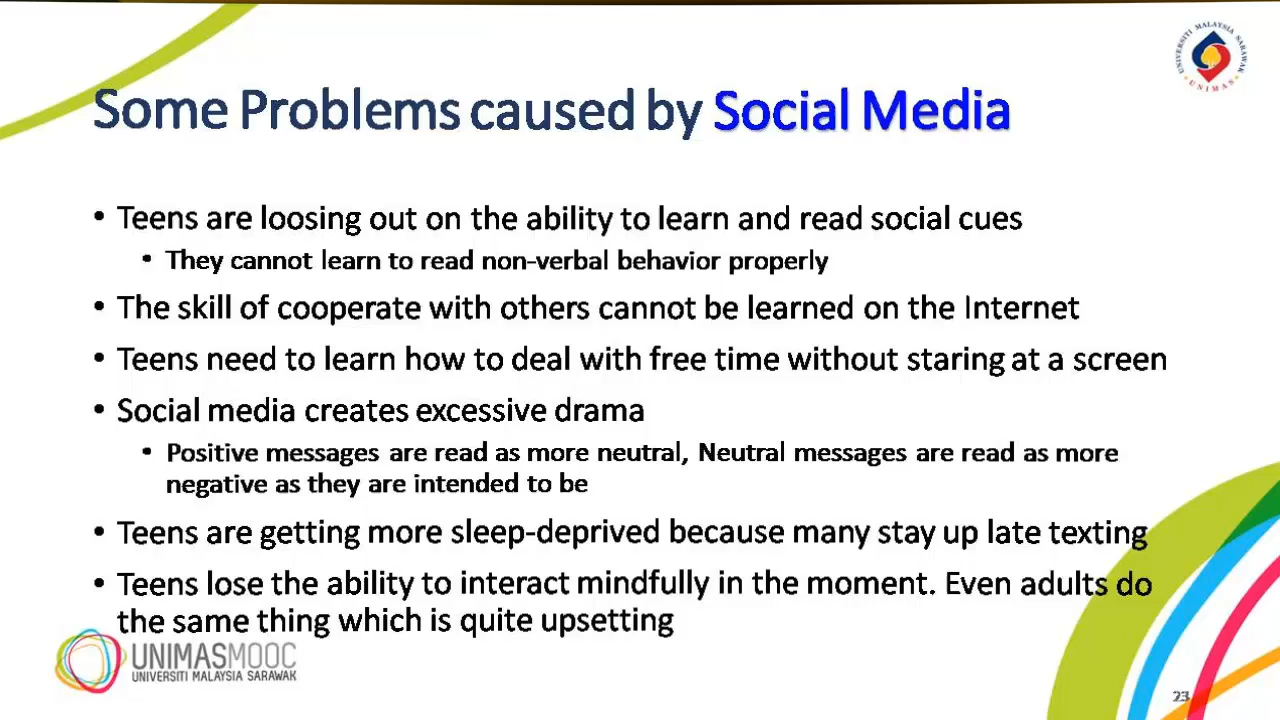 UNIVERSITI MALAYSIA SARAWAK
UNIMAS
Some Problems caused by Social Media
• Teens are loosing out on the ability to learn and read social cues
• They cannot learn to read non-verbal behavior properly
• The skill of cooperate with others cannot be learned on the Internet
• Teens need to learn how to deal with free time without staring at a screen
• Social media creates excessive drama
• Positive messages are read as more neutral, Neutral messages are read as more
negative as they are intended to be
• Teens are getting more sleep-deprived because many stay up late texting
• Teens lose the ability to interact mindfully in the moment. Even adults do
the same thing which is quite upsetting
UNIMASMOOC
UNIVERSITI MALAYSIA SARAWAK
23